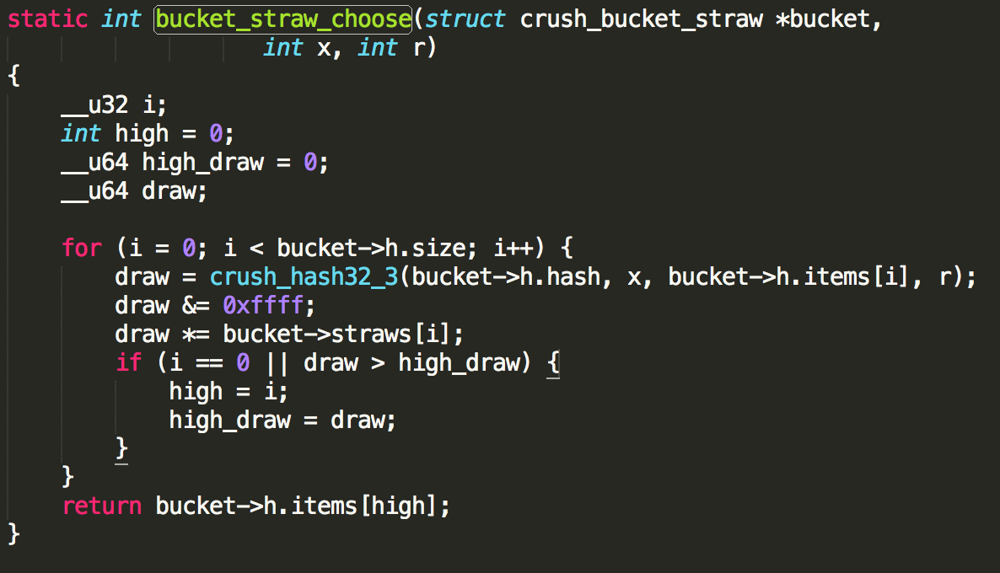 static int bucket_straw_choose(struct crush_bucket_straw *bucket,
                   int x, int r)
{
    __u32 i;
    int high = 0;
    __u64 high_draw = 0;
    __u64 draw;

    for (i = 0; i < bucket->h.size; i++) {
        draw = crush_hash32_3(bucket->h.hash, x, bucket->h.items[i], r);
        draw &= 0xffff;
        draw *= bucket->straws[i];
        if (i == 0 || draw > high_draw) {
            high = i;
            high_draw = draw;
        }
    }
    return bucket->h.items[high];
}